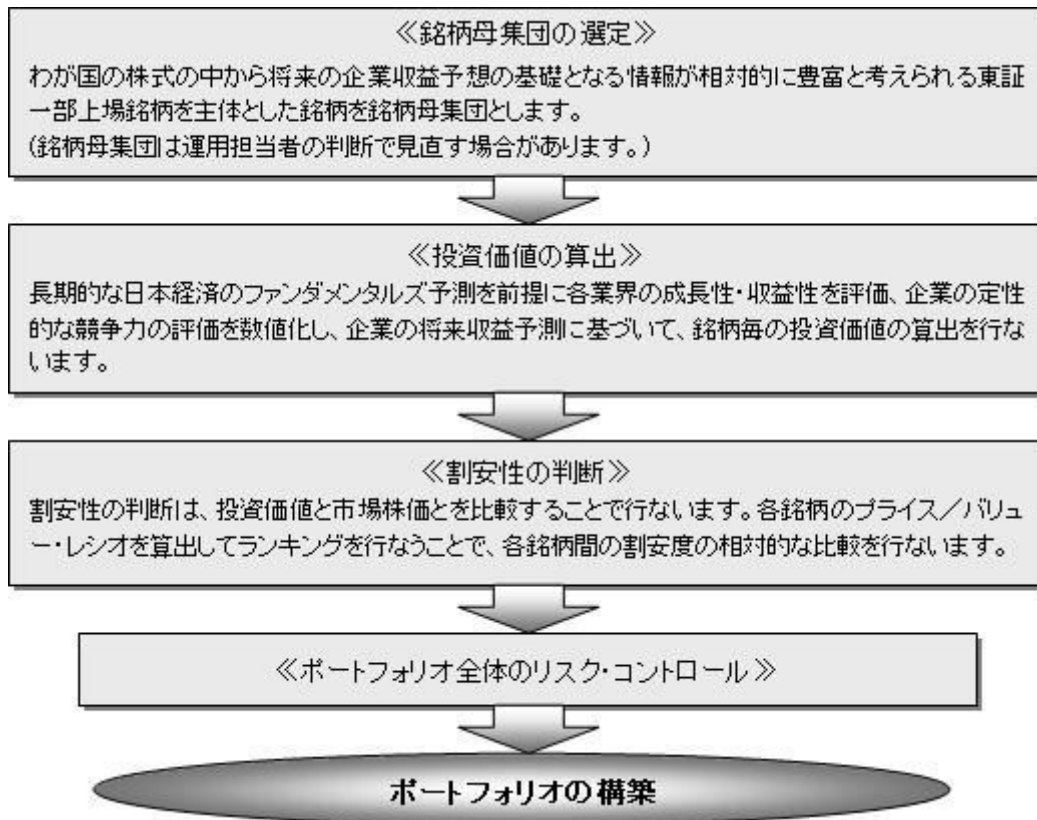 ≪銘柄母集団の選定≫
わが国の株式の中から将来の企業収益予想の基礎となる情報が相対的に豊富と考えられる東証
一部上場銘柄を主体とした銘柄を銘柄母集団とします。
(銘柄母集団は運用担当者の判断で見直す場合があります。)
≪投資価値の算出≫
長期的な日本経済のファンダメンタルズ予測を前提に各業界の成長性・収益性を評価、企業の定性
的な競争力の評価を数値化し、企業の将来収益予測に基づいて、銘柄毎の投資価値の算出を行な
います。
≪割安性の判断≫
割安性の判断は、投資価値と市場株価とを比較することで行ないます。各銘柄のプライス／バリュ
ー・レシオを算出してランキングを行なうことで、各銘柄間の割安度の相対的な比較を行ないます。
≪ポートフォリオ全体のリスク・コントロール≫
ポートフォリオの構築